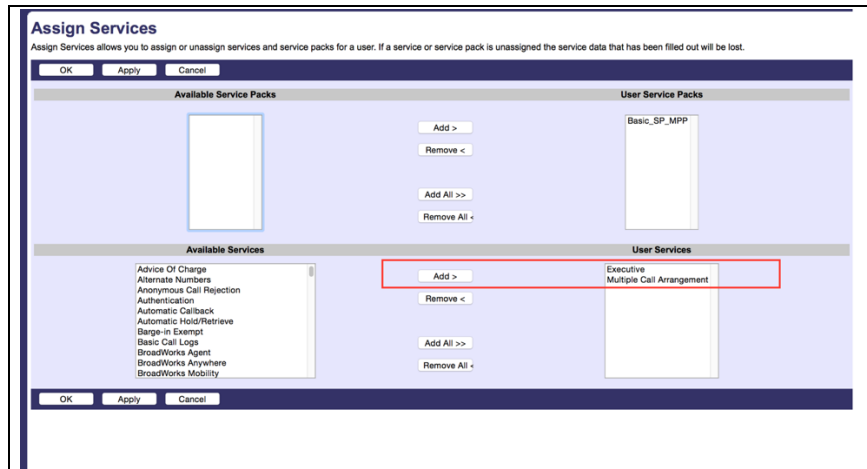 Assign Services
Assign Services allows you to assign or unassign services and service packs for a user. If a service or service pack is unassigned the service data that has been filled out will be lost.
OK Apply Cancel
Available Service Packs User Service Packs
Basic_SP_MPP
Add >
Remove <
Add All >>
Remove All <
Available Services User Services
Advice Of Charge
Alternate Numbers
Anonymous Call Rejection
Authentication
Automatic Callback
Automatic Hold/Retrieve
Barge-in Exempt
Basic Call Logs
BroadWorks Agent
BroadWorks Anywhere
BroadWorks Mobility
Add >
Remove <
Add All >>
Remove All <
Executive
Multiple Call Arrangement
OK Apply Cancel